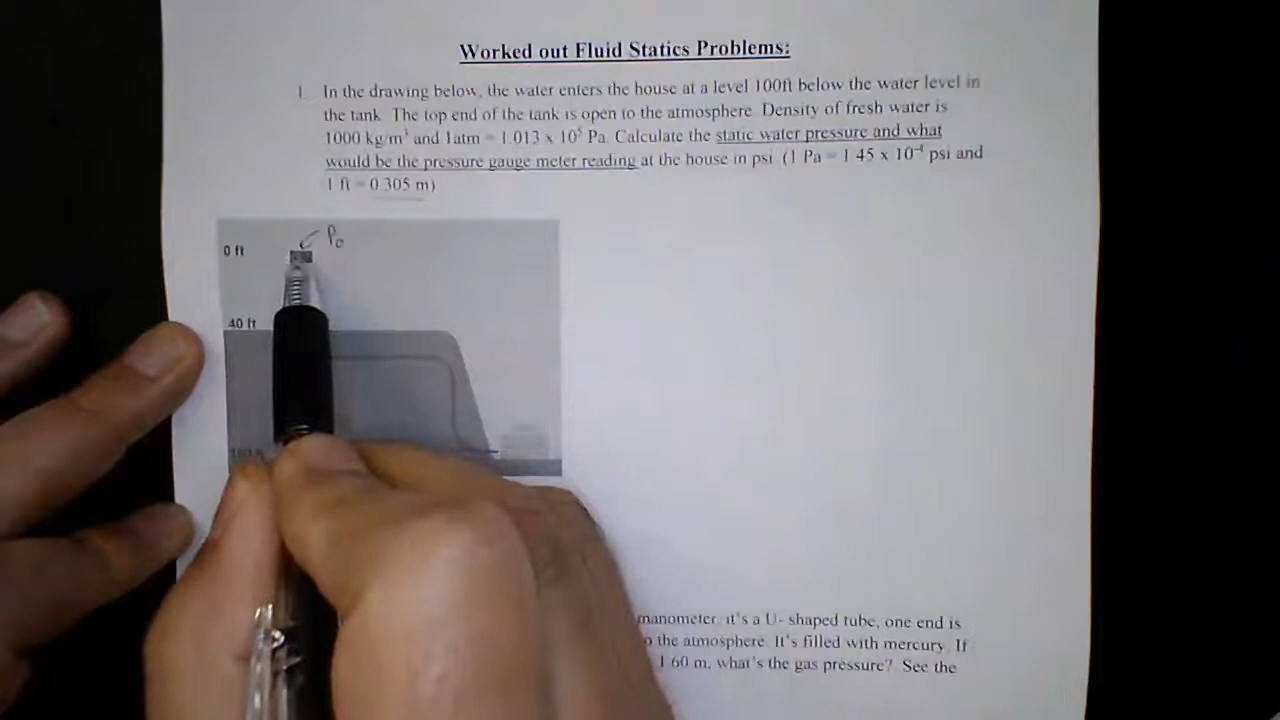 Worked out Fluid Statics Problems:
1. In the drawing below, the water enters the house at a level 100ft below the water level in
the tank. The top end of the tank is open to the atmosphere. Density of fresh water is
1000 kg/m³ and 1atm = 1.013 x 10⁵ Pa. Calculate the static water pressure and what
would be the pressure gauge meter reading at the house in psi. (1 Pa = 1.45 x 10⁻⁴ psi and
1 ft = 0.305 m)
P₀
0 ft
40 ft
manometer, it's a U- shaped tube, one end is
the atmosphere. It's filled with mercury. If
1.60 m, what's the gas pressure? See the